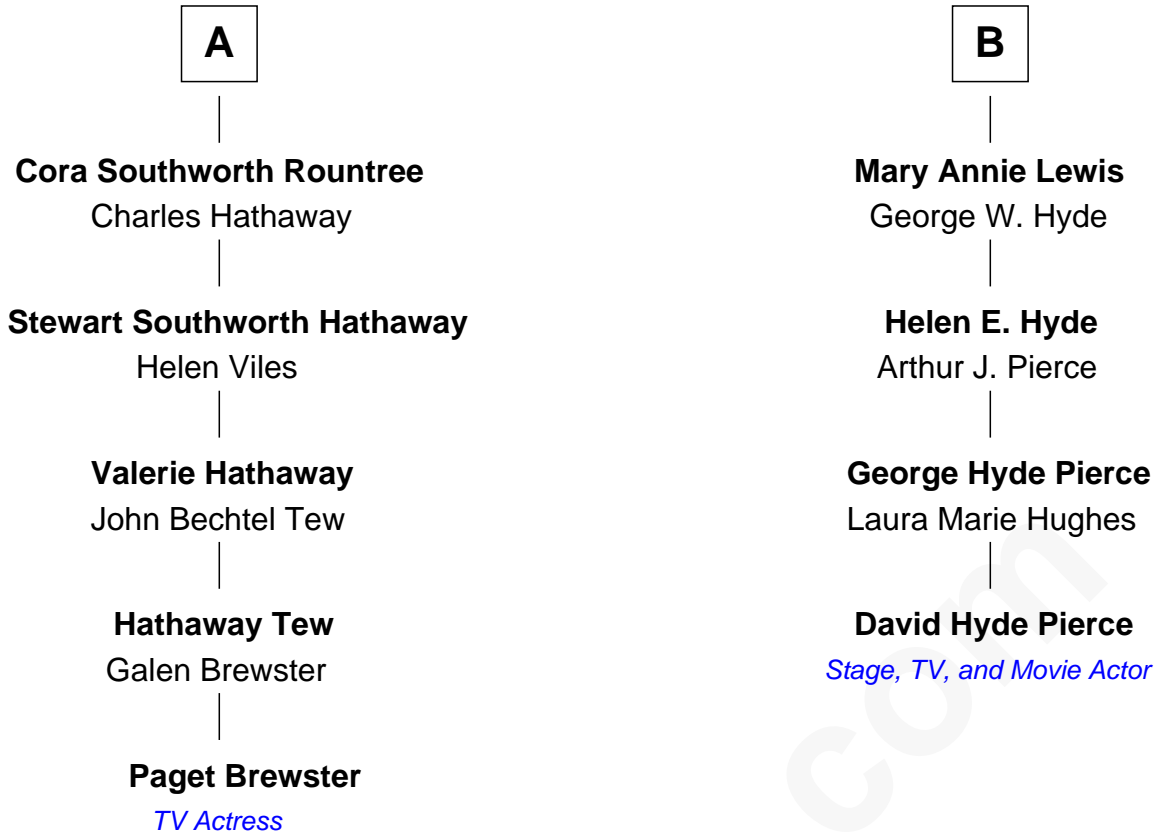 A
Cora Southworth Rountree
Charles Hathaway
Stewart Southworth Hathaway
Helen Viles
Valerie Hathaway
John Bechtel Tew
Hathaway Tew
Galen Brewster
Paget Brewster
TV Actress
B
Mary Annie Lewis
George W. Hyde
Helen E. Hyde
Arthur J. Pierce
George Hyde Pierce
Laura Marie Hughes
David Hyde Pierce
Stage, TV, and Movie Actor
com